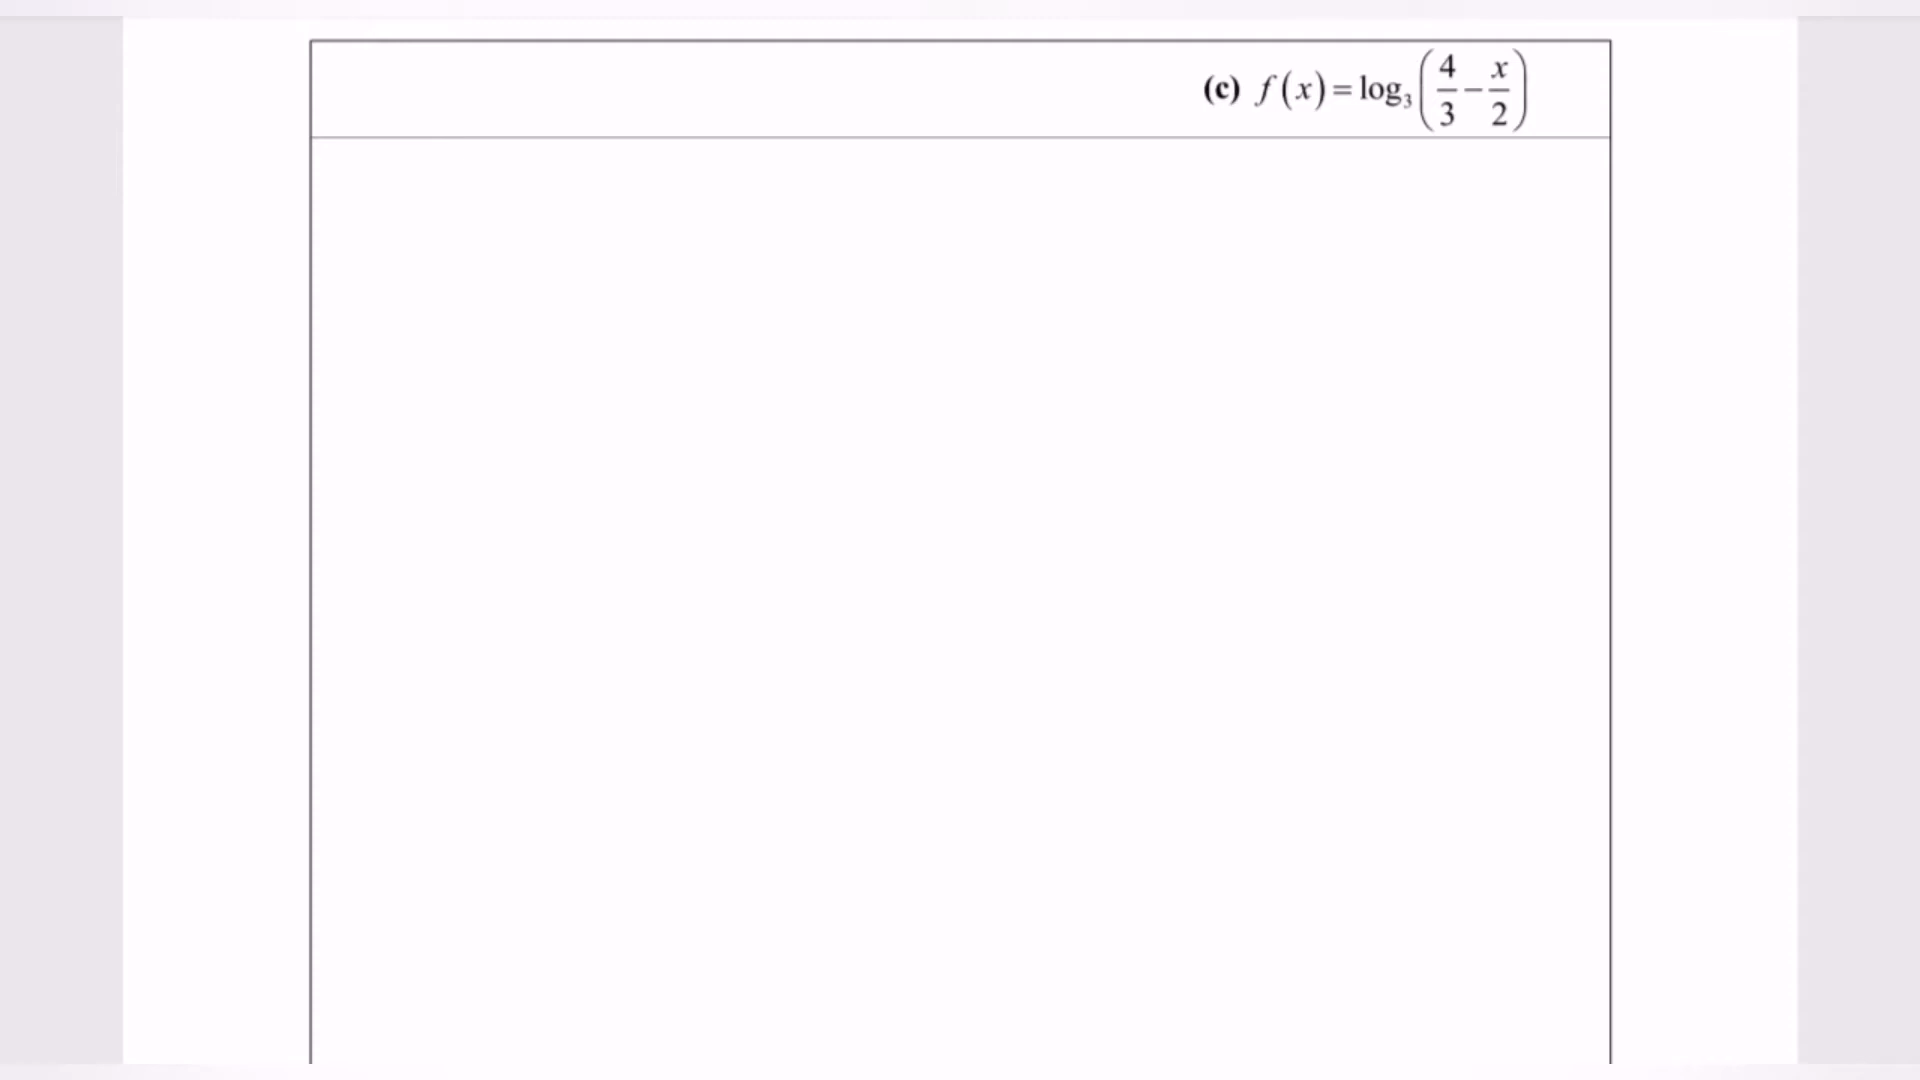 (c) f(x) = log₃(4/3 − x/2)